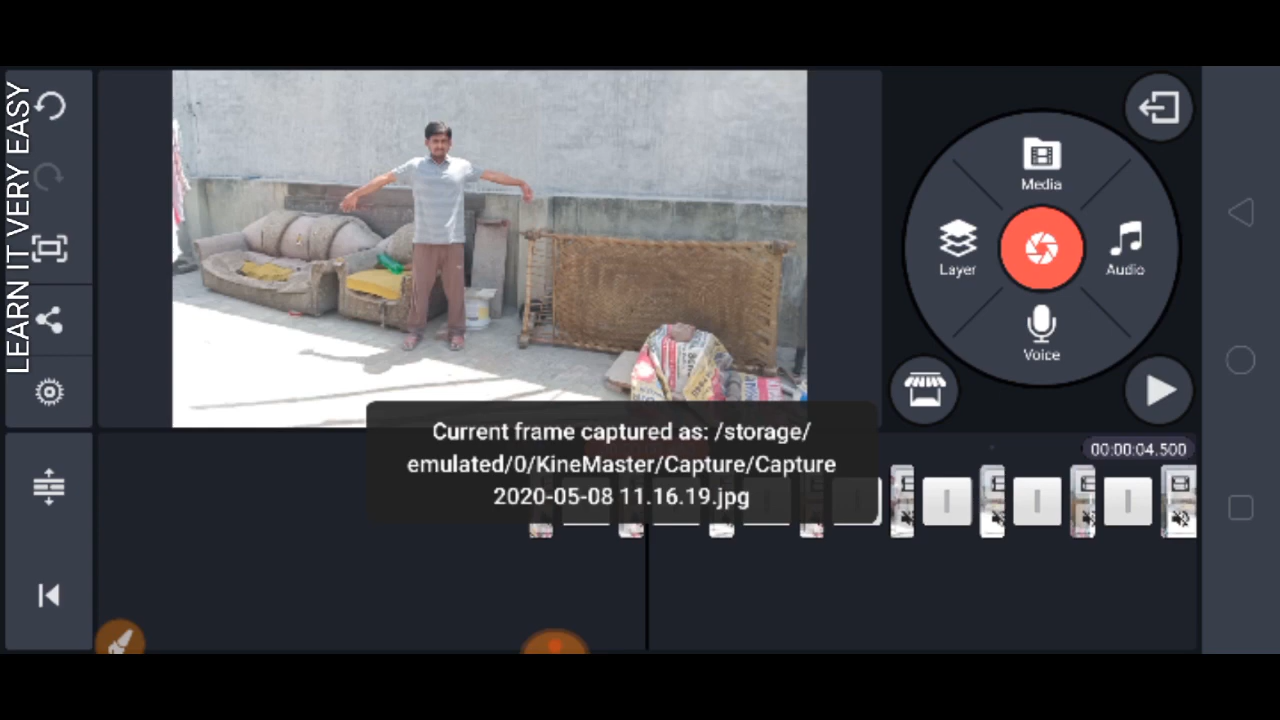 LEARN IT VERY EASY
Media
Layer
Audio
Voice
Current frame captured as: /storage/
emulated/0/KineMaster/Capture/Capture
2020-05-08 11.16.19.jpg
00:00:04.500